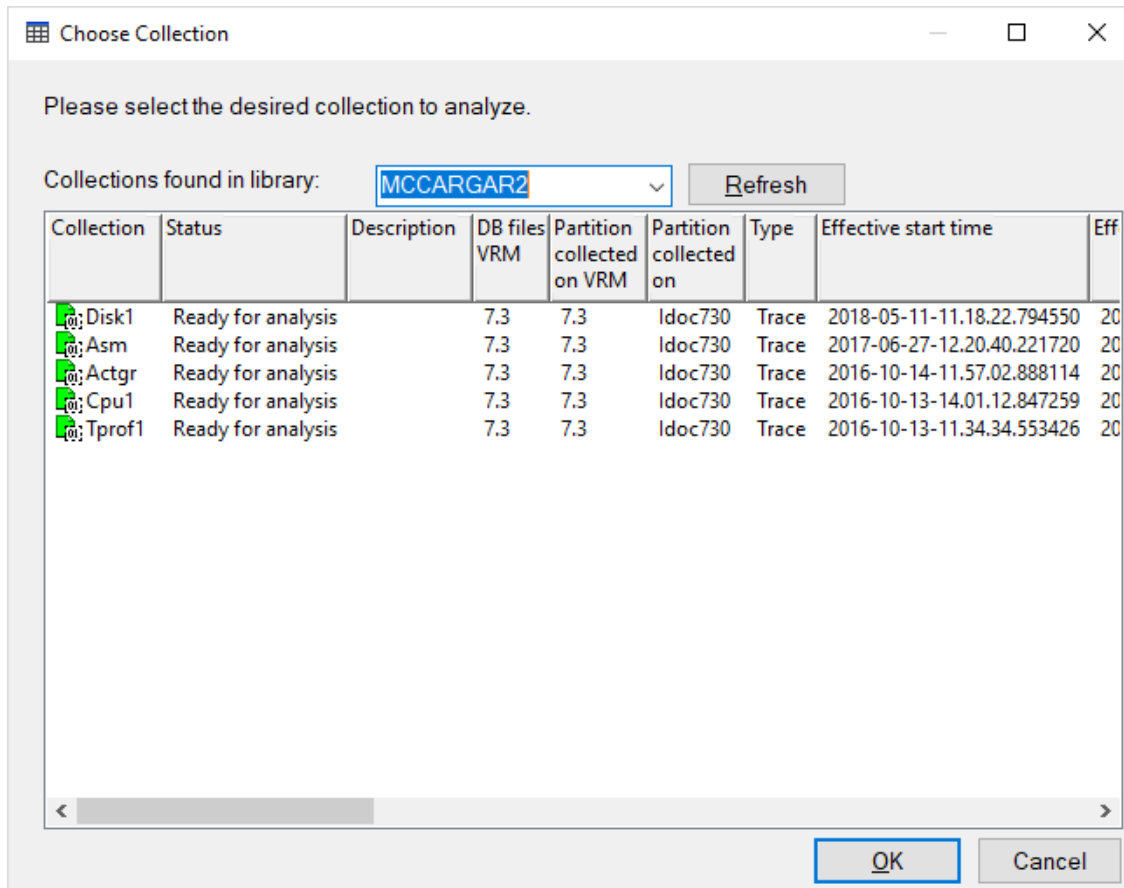 Choose Collection
Please select the desired collection to analyze.
Collections found in library: MCCARGAR2 Refresh
Collection Status Description DB files Partition Partition Type Effective start time Eff
VRM collected collected
on VRM on
Disk1 Ready for analysis 7.3 7.3 Idoc730 Trace 2018-05-11-11.18.22.794550 20
Asm Ready for analysis 7.3 7.3 Idoc730 Trace 2017-06-27-12.20.40.221720 20
Actgr Ready for analysis 7.3 7.3 Idoc730 Trace 2016-10-14-11.57.02.888114 20
Cpu1 Ready for analysis 7.3 7.3 Idoc730 Trace 2016-10-13-14.01.12.847259 20
Tprof1 Ready for analysis 7.3 7.3 Idoc730 Trace 2016-10-13-11.34.34.553426 20
OK Cancel